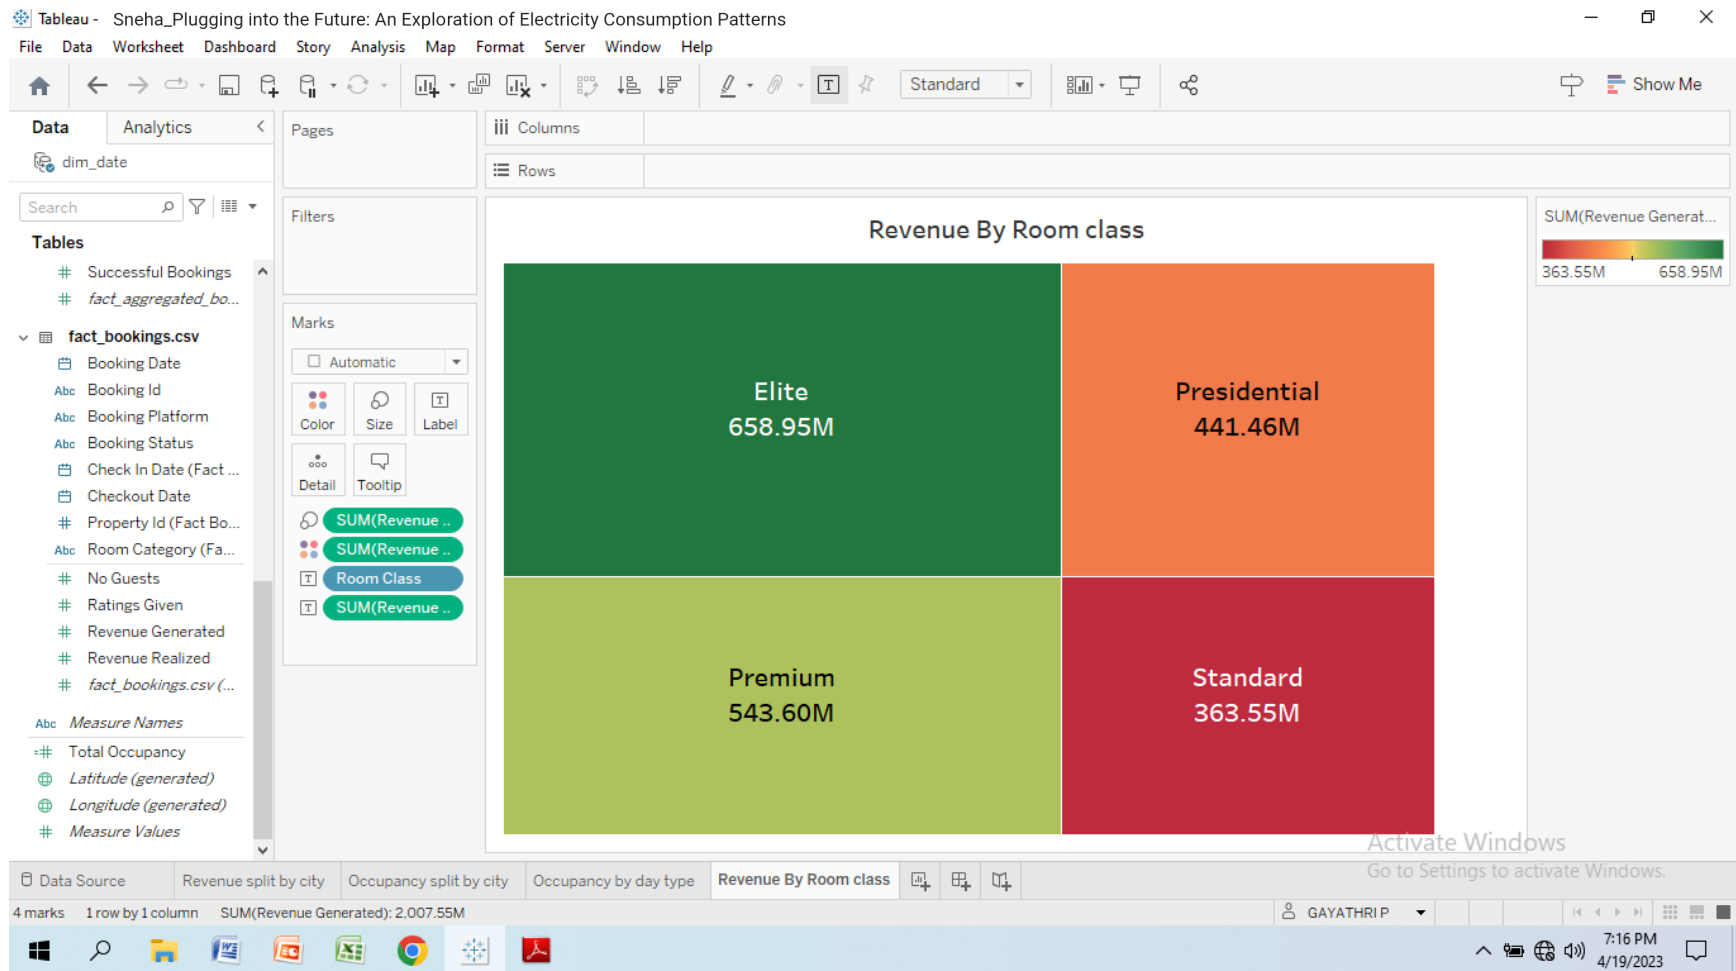 Tableau - Sneha_Plugging into the Future: An Exploration of Electricity Consumption Patterns
File Data Worksheet Dashboard Story Analysis Map Format Server Window Help
Standard
Show Me
Data Analytics
dim_date
Search
Tables
Successful Bookings
fact_aggregated_bo...
fact_bookings.csv
Booking Date
Abc Booking Id
Abc Booking Platform
Abc Booking Status
Check In Date (Fact ...
Checkout Date
Property Id (Fact Bo...
Abc Room Category (Fa...
No Guests
Ratings Given
Revenue Generated
Revenue Realized
fact_bookings.csv (...
Abc Measure Names
=# Total Occupancy
Latitude (generated)
Longitude (generated)
Measure Values
Pages
Filters
Marks
Automatic
Color Size Label
Detail Tooltip
SUM(Revenue ..
SUM(Revenue ..
Room Class
SUM(Revenue ..
Columns
Rows
Revenue By Room class
Elite
658.95M
Presidential
441.46M
Premium
543.60M
Standard
363.55M
SUM(Revenue Generat...
363.55M 658.95M
Activate Windows
Go to Settings to activate Windows.
Data Source Revenue split by city Occupancy split by city Occupancy by day type Revenue By Room class
4 marks 1 row by 1 column SUM(Revenue Generated): 2,007.55M
GAYATHRI P
7:16 PM
4/19/2023